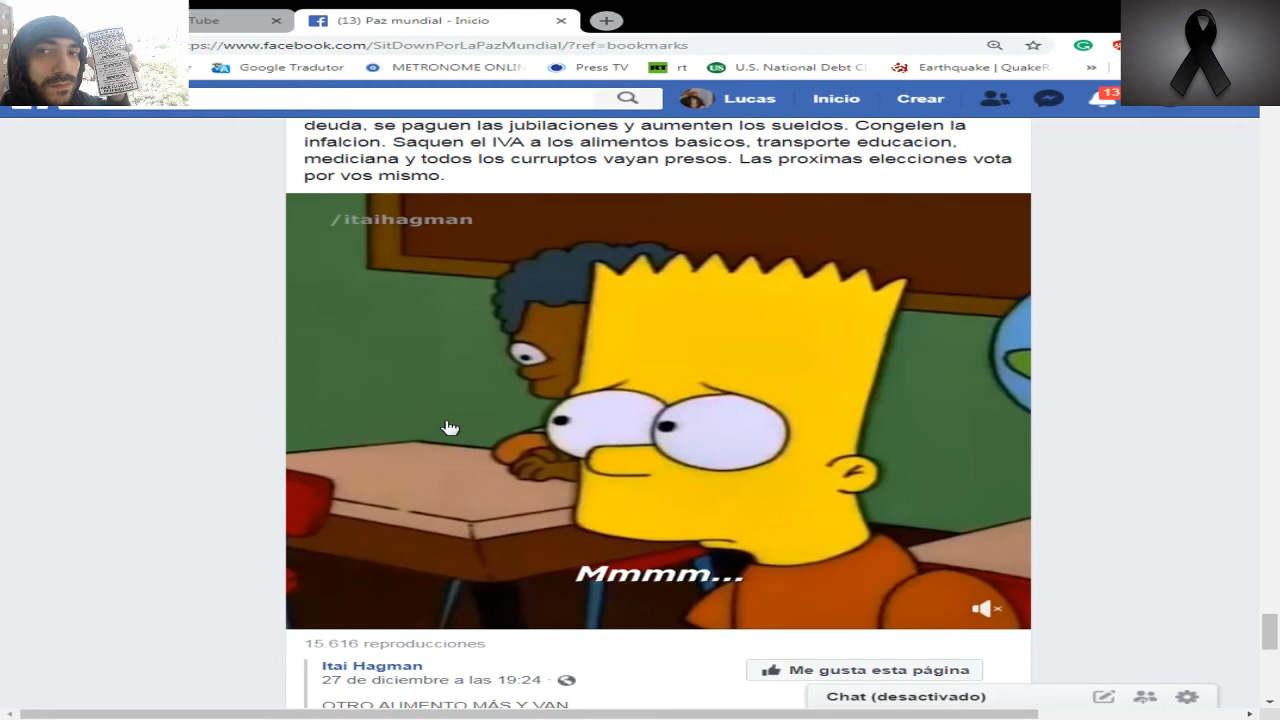 Tube
(13) Paz mundial - Inicio
ps://www.facebook.com/SitDownPorLaPazMundial/?ref=bookmarks
Google Tradutor
METRONOME ONLIN
Press TV
RT rt
US U.S. National Debt Cl
Earthquake | QuakeR
»
Lucas
Inicio
Crear
13
deuda, se paguen las jubilaciones y aumenten los sueldos. Congelen la
infalcion. Saquen el IVA a los alimentos basicos, transporte educacion,
mediciana y todos los curruptos vayan presos. Las proximas elecciones vota
por vos mismo.
/itaihagman
Mmmm...
15.616 reproducciones
Itai Hagman
27 de diciembre a las 19:24 ·
Me gusta esta página
OTRO AUMENTO MÁS Y VAN
Chat (desactivado)